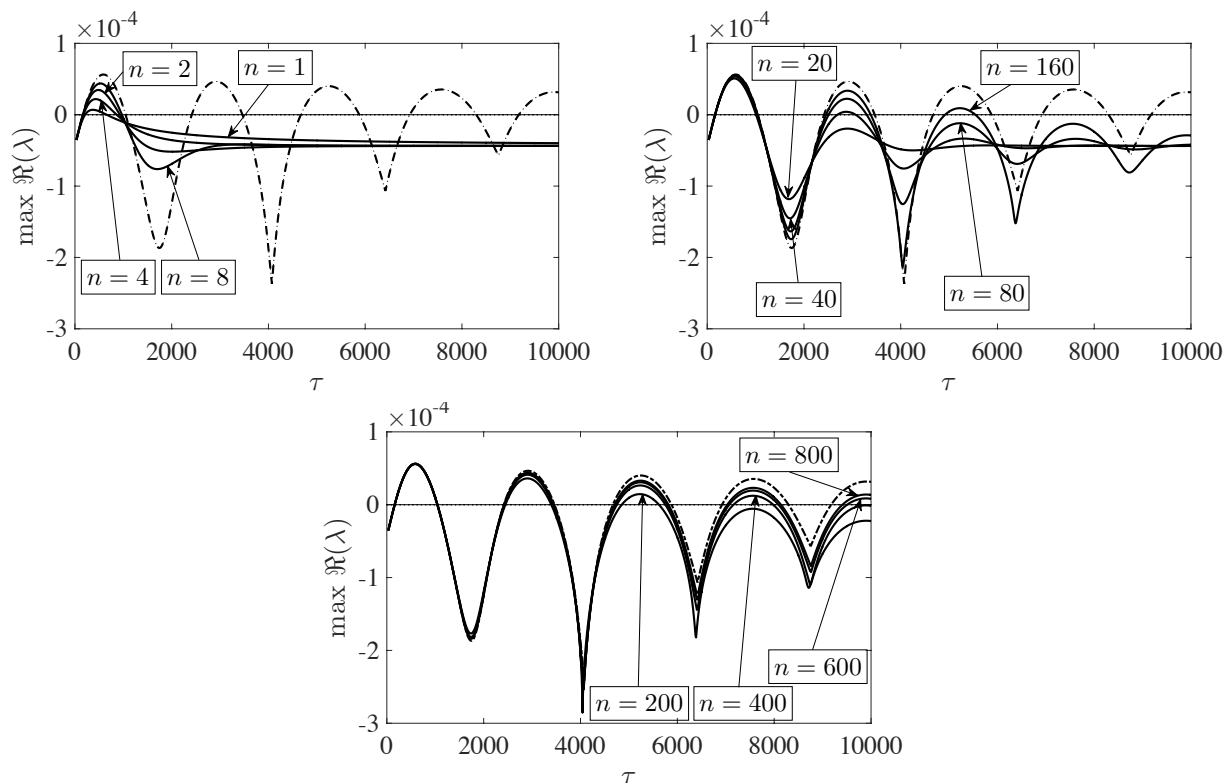 ×10⁻⁴
1
0
-1
-2
-3
max ℜ(λ)
n = 2
n = 1
n = 4
n = 8
0 2000 4000 6000 8000 10000
τ
×10⁻⁴
1
0
-1
-2
-3
max ℜ(λ)
n = 20
n = 160
n = 40
n = 80
0 2000 4000 6000 8000 10000
τ
×10⁻⁴
1
0
-1
-2
-3
max ℜ(λ)
n = 800
n = 600
n = 200
n = 400
0 2000 4000 6000 8000 10000
τ